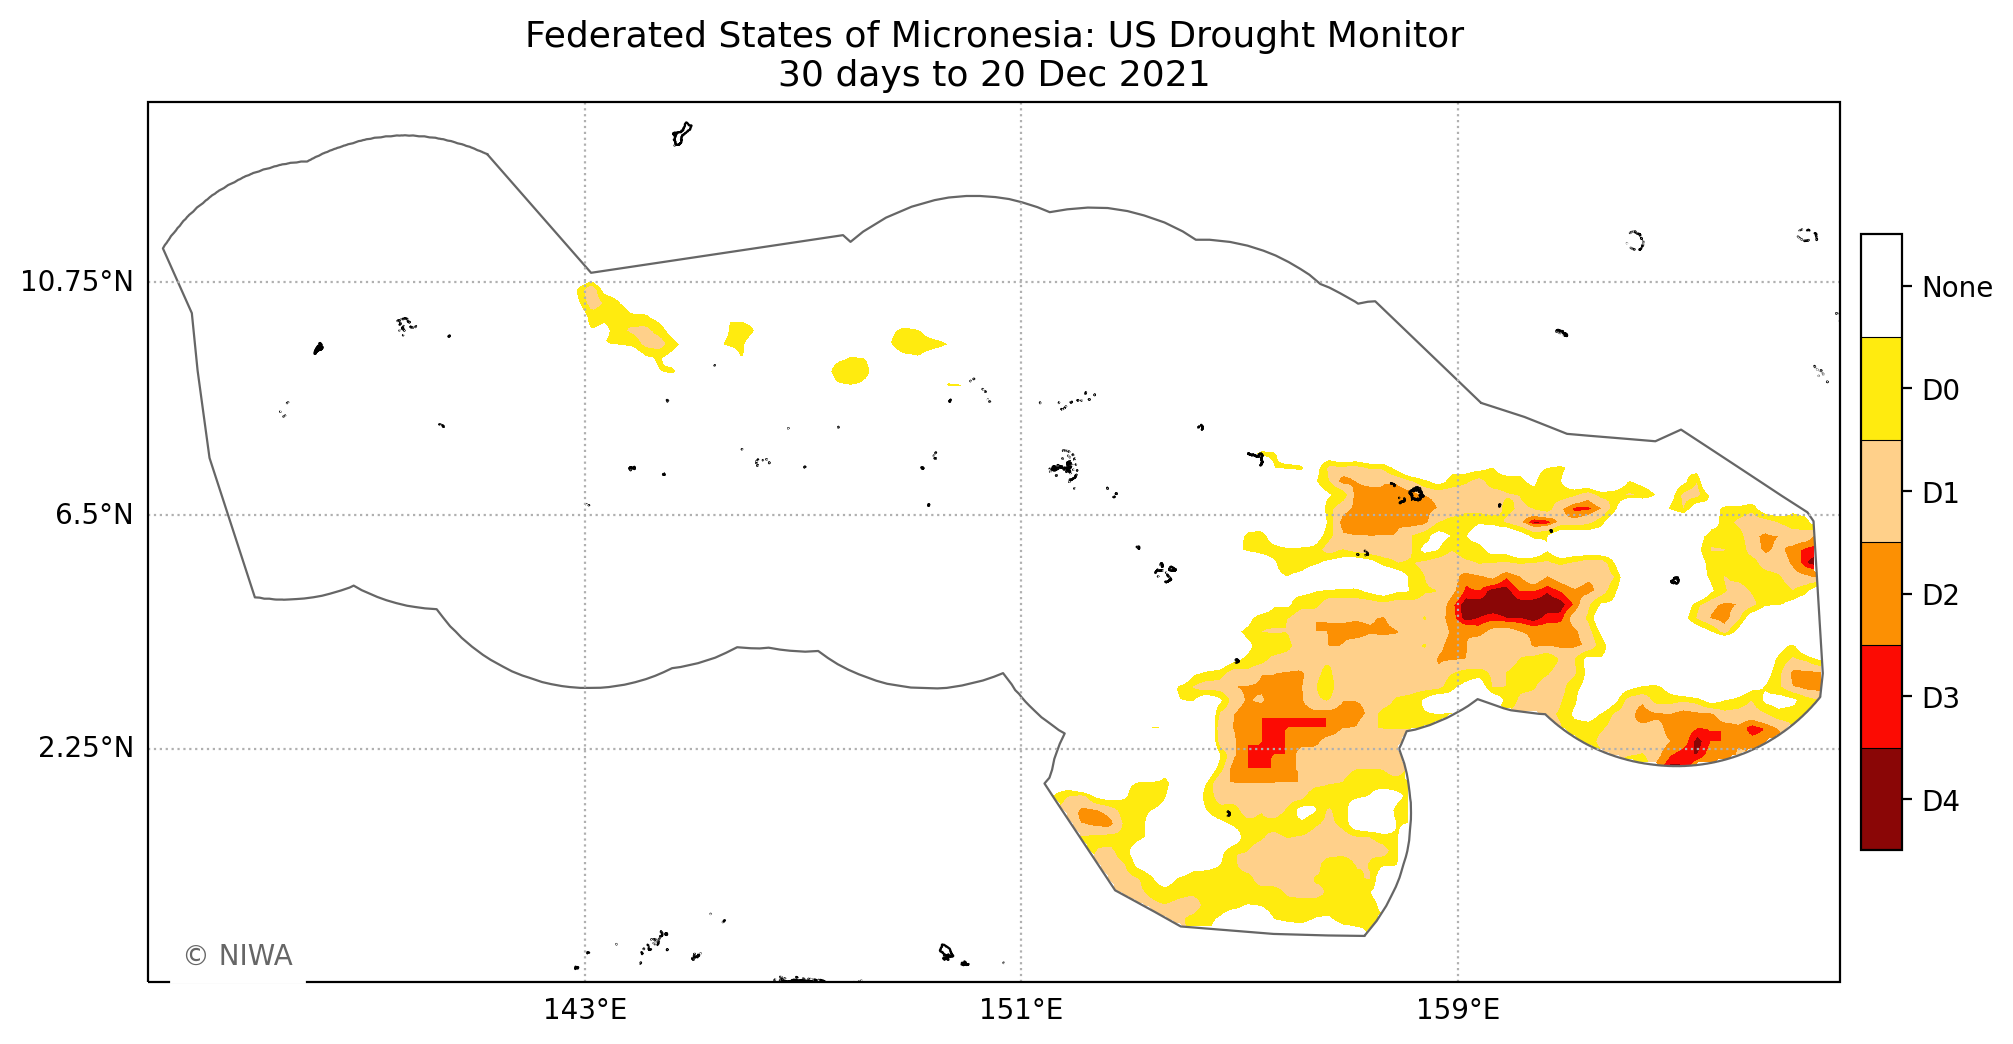 Federated States of Micronesia: US Drought Monitor
30 days to 20 Dec 2021
10.75°N
6.5°N
2.25°N
143°E
151°E
159°E
None
D0
D1
D2
D3
D4
© NIWA